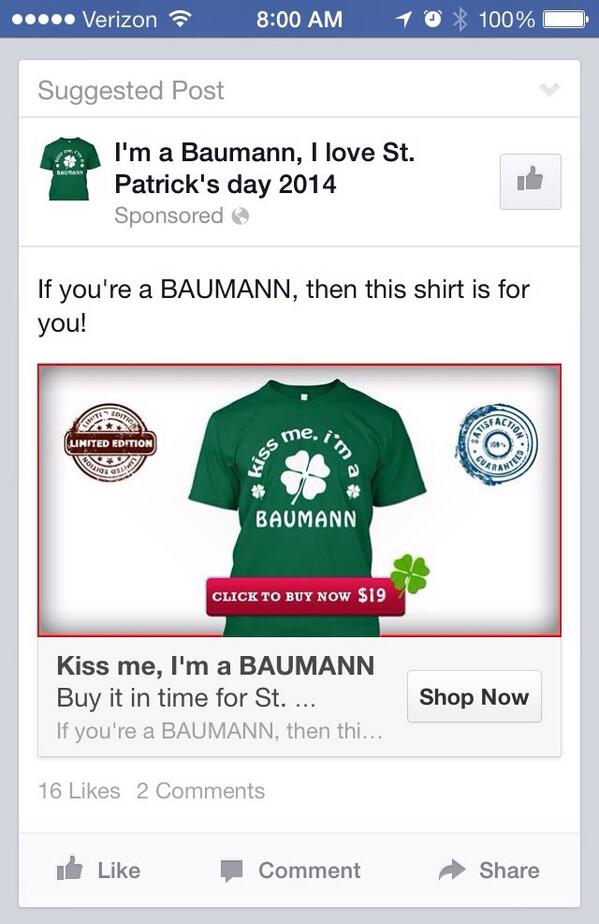 Verizon 8:00 AM 100%
Suggested Post
I'm a Baumann, I love St.
Patrick's day 2014
Sponsored
If you're a BAUMANN, then this shirt is for
you!
LIMITED EDITION
LIMITED EDITION
LIMITED EDITION
kiss me, i'm a
BAUMANN
SATISFACTION
100%
GUARANTEED
CLICK TO BUY NOW $19
Kiss me, I'm a BAUMANN
Buy it in time for St. ...
If you're a BAUMANN, then thi...
Shop Now
16 Likes 2 Comments
Like Comment Share